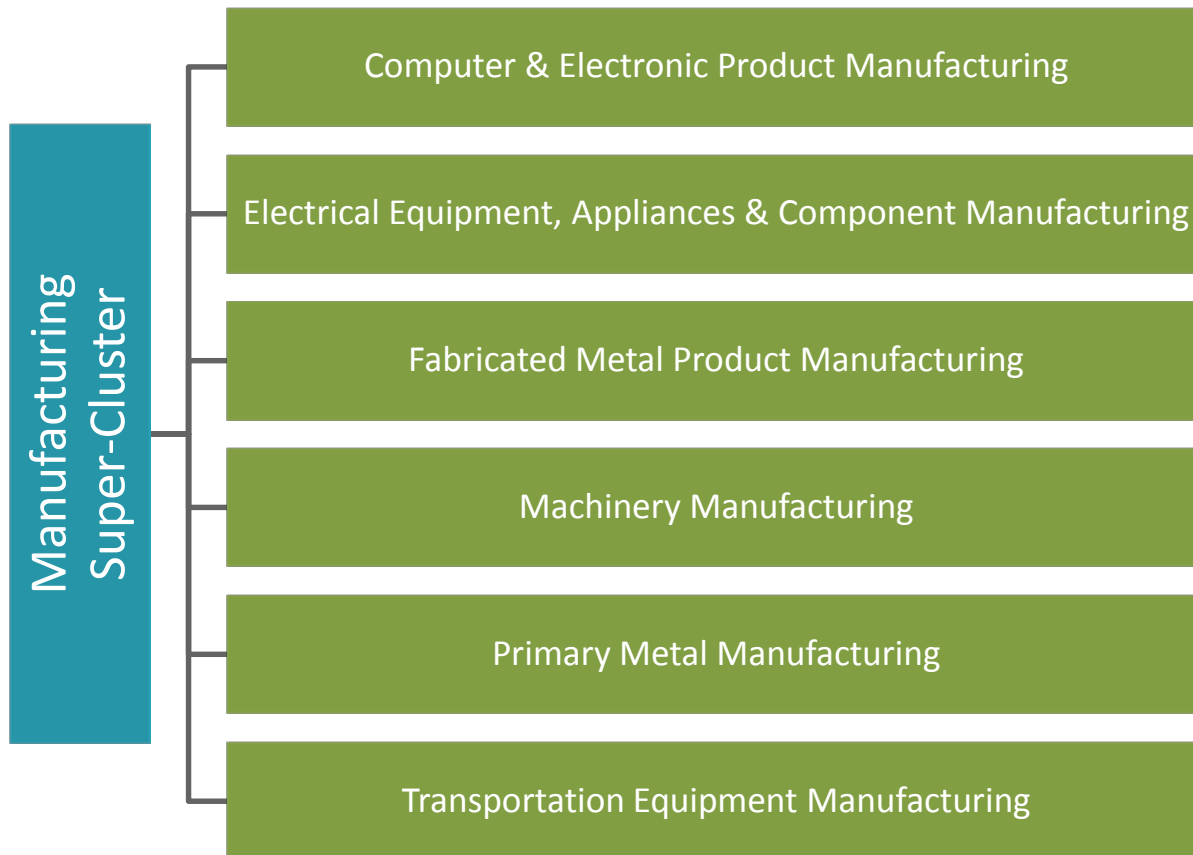 Manufacturing
Super-Cluster
Computer & Electronic Product Manufacturing
Electrical Equipment, Appliances & Component Manufacturing
Fabricated Metal Product Manufacturing
Machinery Manufacturing
Primary Metal Manufacturing
Transportation Equipment Manufacturing